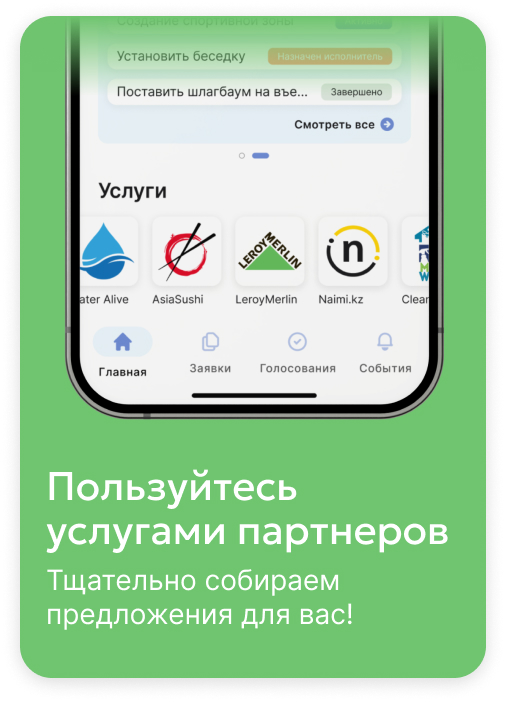 Создание спортивной зоны
Установить беседку
Назначен исполнитель
Поставить шлагбаум на въе...
Завершено
Смотреть все
Услуги
LEROY MERLIN
n
ater Alive
AsiaSushi
LeroyMerlin
Naimi.kz
Clear
Главная
Заявки
Голосования
События
Пользуйтесь
услугами партнеров
Тщательно собираем
предложения для вас!